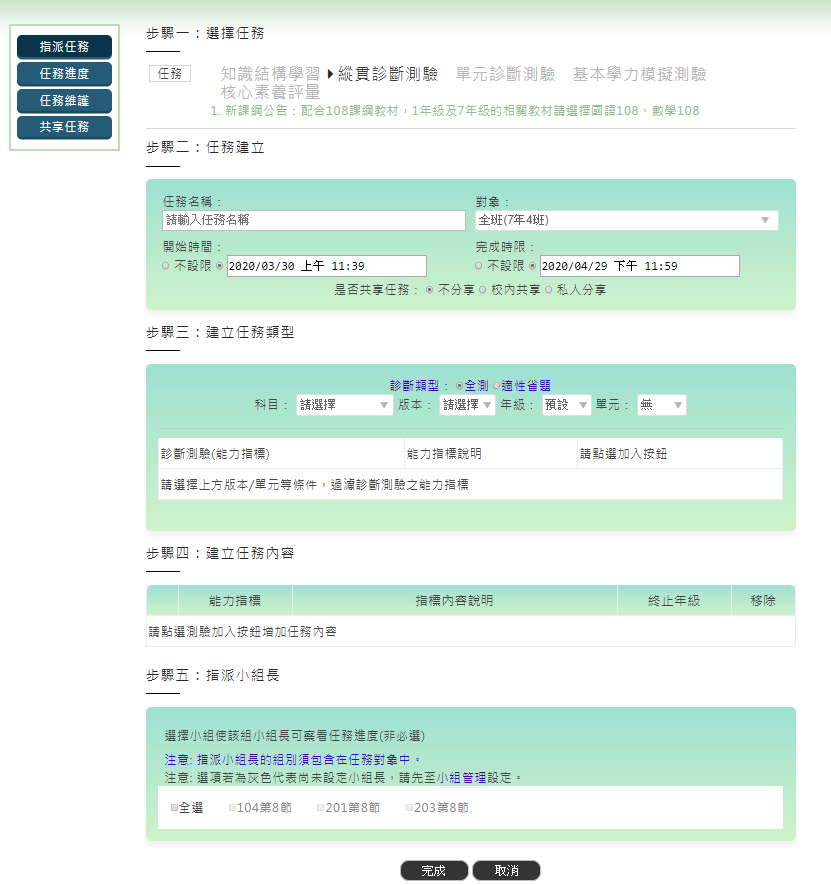 指派任務
任務進度
任務維護
共享任務
步驟一：選擇任務
任務 知識結構學習 縱貫診斷測驗 單元診斷測驗 基本學力模擬測驗
核心素養評量
1. 新課綱公告：配合108課綱教材，1年級及7年級的相關教材請選擇國語108、數學108
步驟二：任務建立
任務名稱： 對象：
請輸入任務名稱 全班(7年4班)
開始時間： 完成時限：
不設限 2020/03/30 上午 11:39 不設限 2020/04/29 下午 11:59
是否共享任務： 不分享 校內共享 私人分享
步驟三：建立任務類型
診斷類型： 全測 適性省題
科目： 請選擇 版本： 請選擇 年級： 預設 單元： 無
診斷測驗(能力指標) 能力指標說明 請點選加入按鈕
請選擇上方版本/單元等條件，過濾診斷測驗之能力指標
步驟四：建立任務內容
能力指標 指標內容說明 終止年級 移除
請點選測驗加入按鈕增加任務內容
步驟五：指派小組長
選擇小組使該組小組長可察看任務進度(非必選)
注意: 指派小組長的組別須包含在任務對象中。
注意: 選項若為灰色代表尚未設定小組長，請先至小組管理設定。
全選 104第8節 201第8節 203第8節
完成 取消